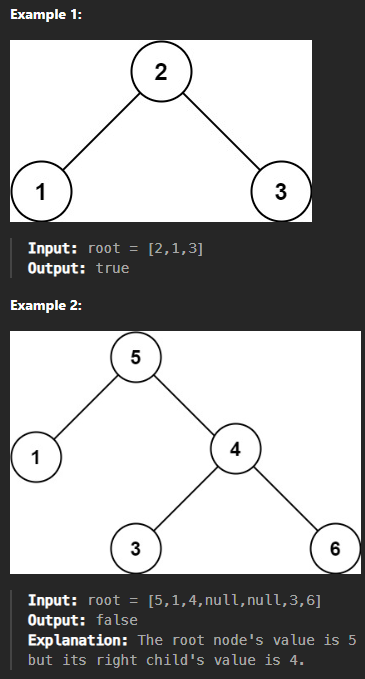 Example 1:
2
1 3
Input: root = [2,1,3]
Output: true
Example 2:
5
1
4
3 6
Input: root = [5,1,4,null,null,3,6]
Output: false
Explanation: The root node's value is 5
but its right child's value is 4.